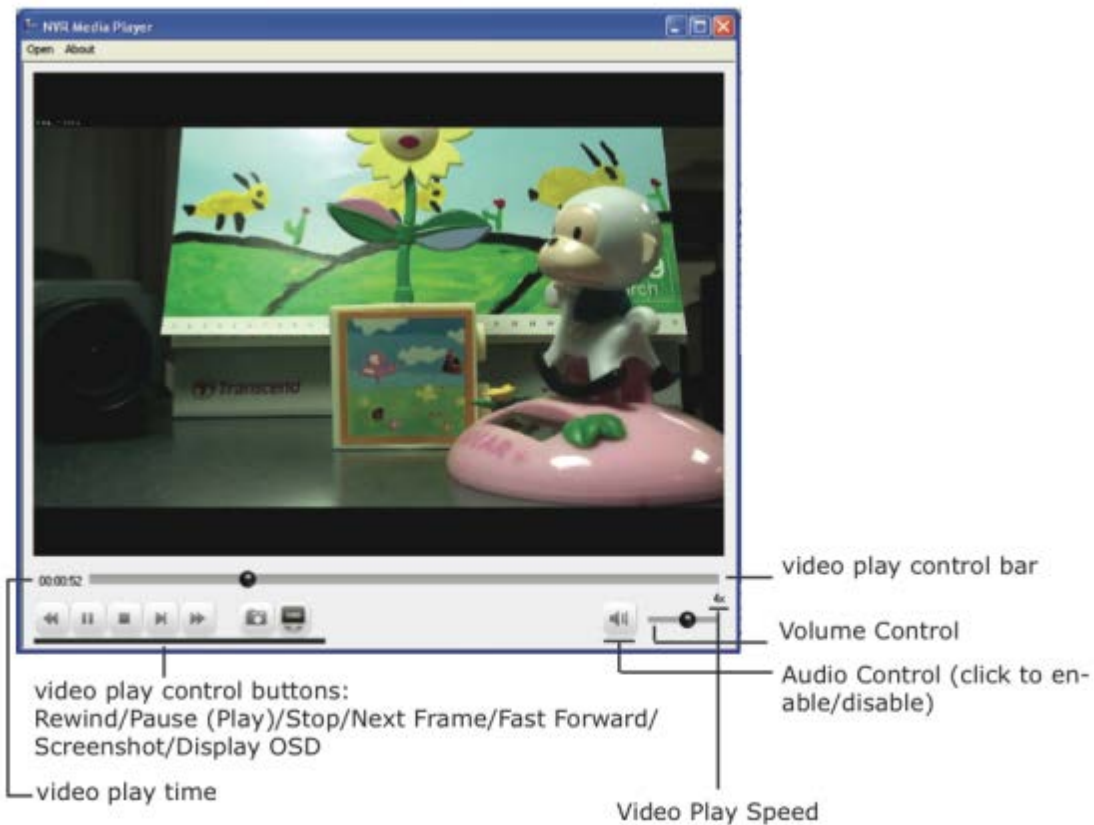 NVR Media Player
Open About
Transcend
00:00:52
4x
video play control bar
Volume Control
Audio Control (click to en-
able/disable)
video play control buttons:
Rewind/Pause (Play)/Stop/Next Frame/Fast Forward/
Screenshot/Display OSD
video play time
Video Play Speed